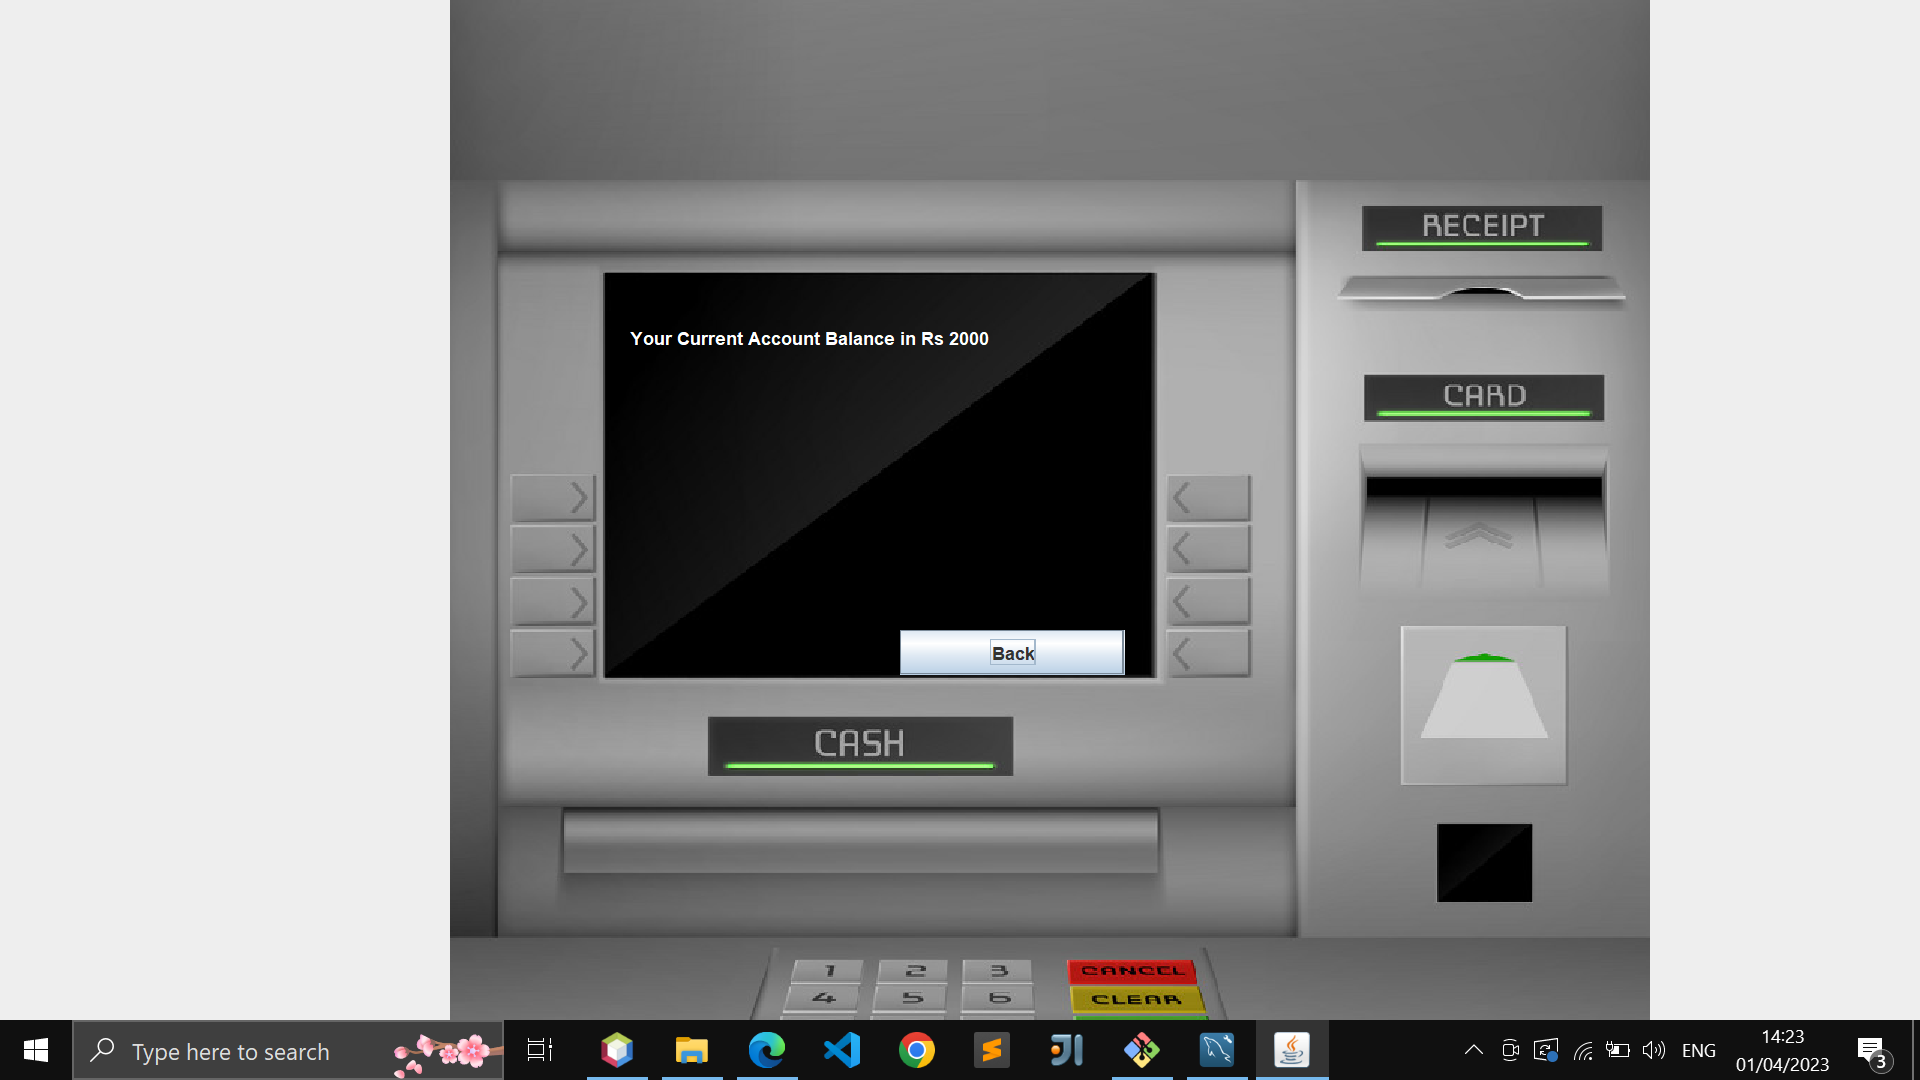 RECEIPT
Your Current Account Balance in Rs 2000
CARD
Back
CASH
1 2 3 CANCEL
4 5 6 CLEAR
Type here to search
ENG
14:23
01/04/2023
3